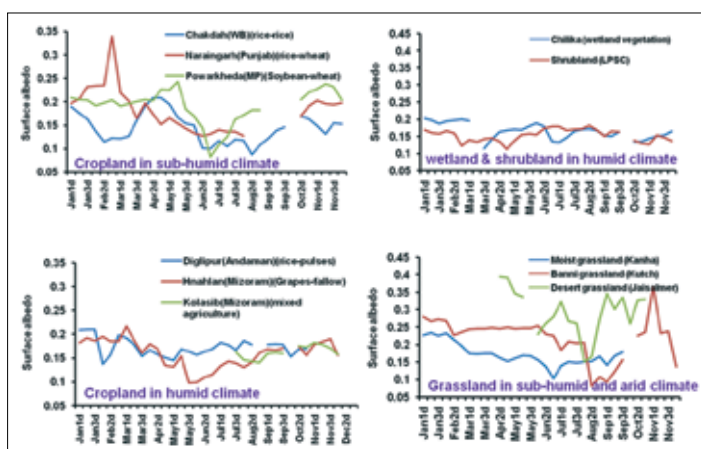 Surface albedo
0.35
0.3
0.25
0.2
0.15
0.1
0.05
Chakdah(WB)(rice-rice)
Naraingarh(Punjab)(rice-wheat)
Powarkheda(MP)(Soybean-wheat)
Cropland in sub-humid climate
Jan1d
Jan3d
Feb2d
Mar1d
Mar3d
Apr2d
May1d
May3d
Jun2d
Jul1d
Jul3d
Aug2d
Sep1d
Sep3d
Oct2d
Nov1d
Nov3d
Surface albedo
0.45
0.4
0.35
0.3
0.25
0.2
0.15
0.1
0.05
Chilika (wetland vegetation)
Shrubland (LPSC)
wetland & shrubland in humid climate
Jan1d
Jan3d
Feb2d
Mar1d
Mar3d
Apr2d
May1d
May3d
Jun2d
Jul1d
Jul3d
Aug2d
Sep1d
Sep3d
Oct2d
Nov1d
Nov3d
Surface albedo
0.35
0.3
0.25
0.2
0.15
0.1
0.05
Diglipur(Andaman)(rice-pulses)
Hnahlan(Mizoram)(Grapes-fallow)
Kolasib(Mizoram)(mixed
agriculture)
Cropland in humid climate
Jan1d
Jan3d
Feb2d
Mar1d
Mar3d
Apr2d
May1d
May3d
Jun2d
Jul1d
Jul3d
Aug2d
Sep1d
Sep3d
Oct2d
Nov1d
Nov3d
Dec2d
Surface albedo
0.45
0.4
0.35
0.3
0.25
0.2
0.15
0.1
0.05
Moist grassland(Kanha)
Banni grassland (Kutch)
Desert grassland (Jaisalmer)
Grassland in sub-humid and arid climate
Jan1d
Jan3d
Feb2d
Mar1d
Mar3d
Apr2d
May1d
May3d
Jun2d
Jul1d
Jul3d
Aug2d
Sep1d
Sep3d
Oct2d
Nov1d
Nov3d